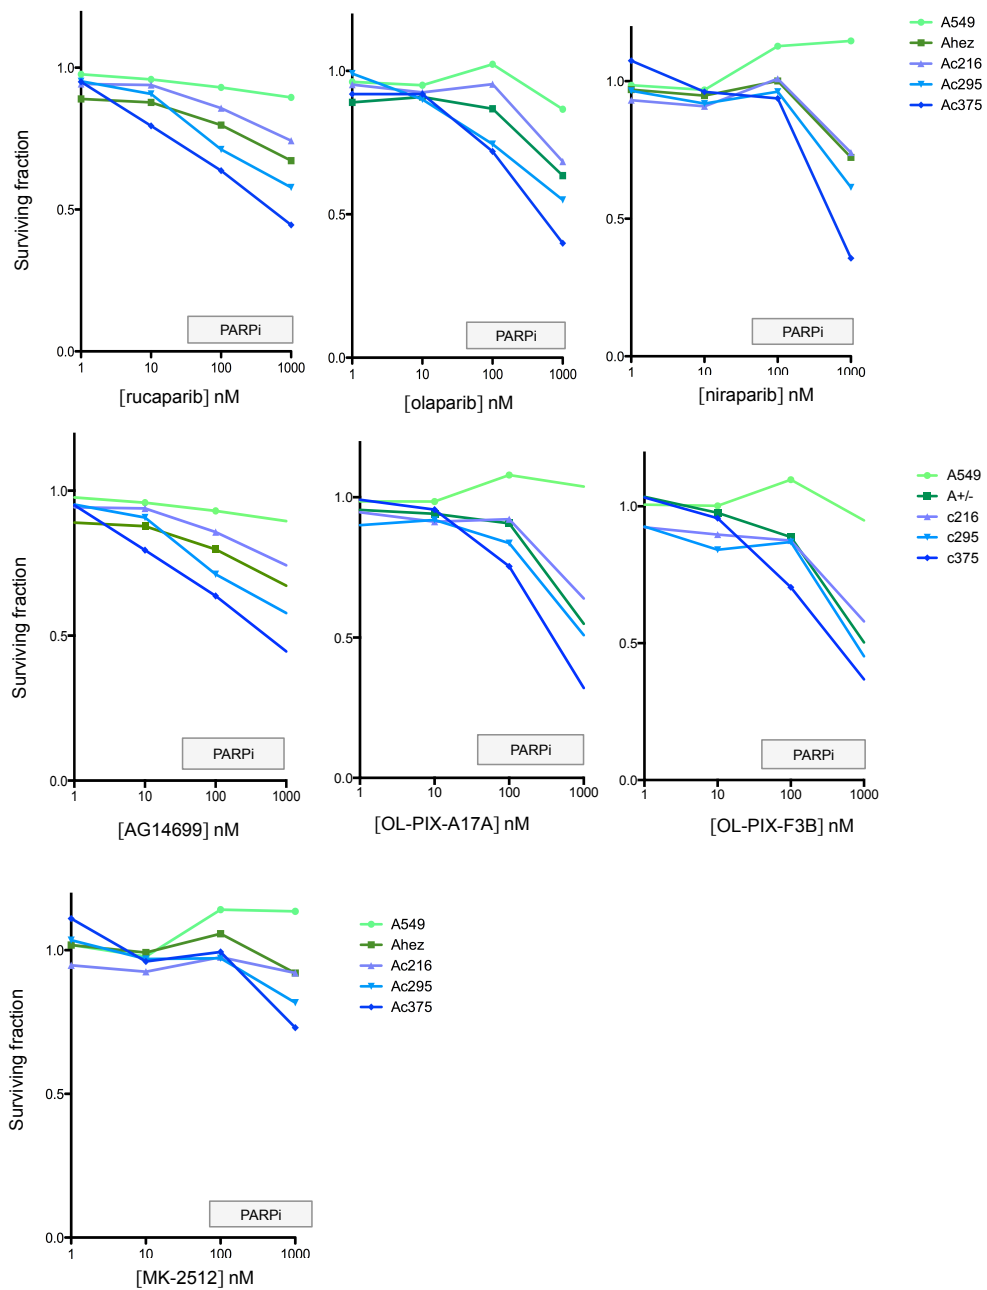 A549
Ahez
Ac216
Ac295
Ac375
Surviving fraction
1.0
0.5
0.0
PARPi
1 10 100 1000
[rucaparib] nM
1.0
0.5
0.0
PARPi
1 10 100 1000
[olaparib] nM
1.0
0.5
0.0
PARPi
1 10 100 1000
[niraparib] nM
A549
A+/-
c216
c295
c375
Surviving fraction
1.0
0.5
0.0
PARPi
1 10 100 1000
[AG14699] nM
1.0
0.5
0.0
PARPi
1 10 100 1000
[OL-PIX-A17A] nM
1.0
0.5
0.0
PARPi
1 10 100 1000
[OL-PIX-F3B] nM
Surviving fraction
1.0
0.5
0.0
PARPi
1 10 100 1000
[MK-2512] nM
A549
Ahez
Ac216
Ac295
Ac375